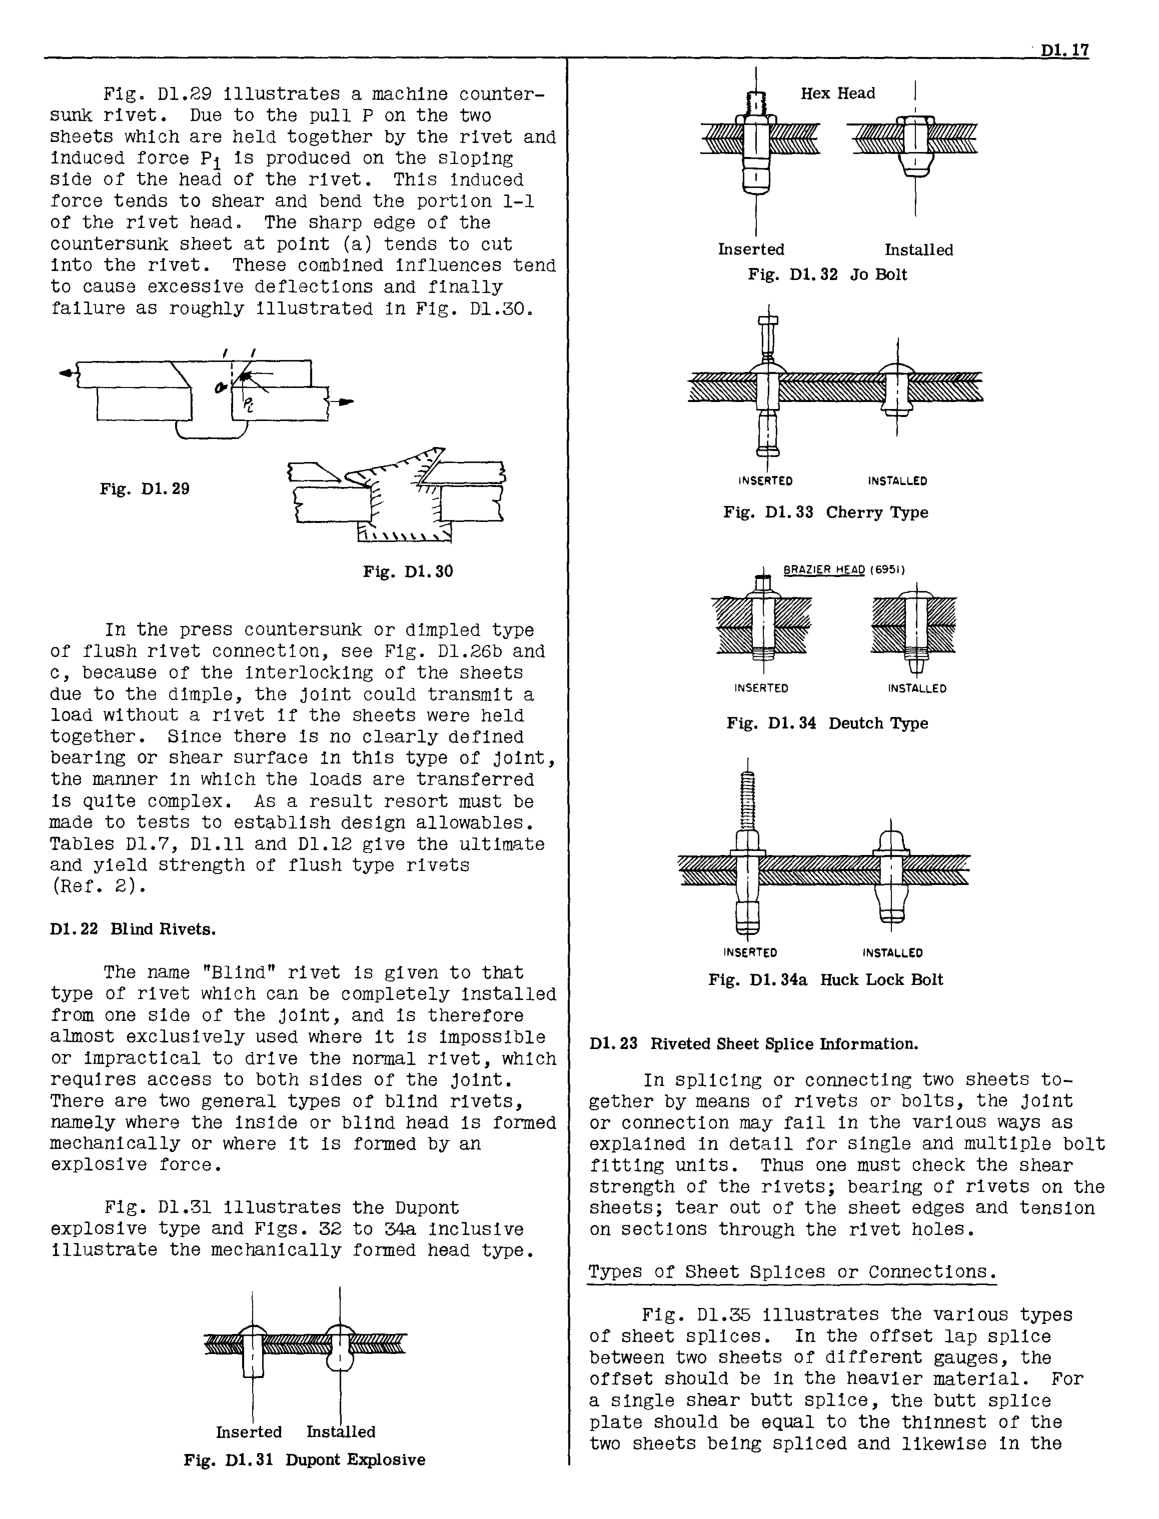 D1.17
Fig. D1.29 illustrates a machine counter-
sunk rivet. Due to the pull P on the two
sheets which are held together by the rivet and
induced force Pi is produced on the sloping
side of the head of the rivet. This induced
force tends to shear and bend the portion 1-1
of the rivet head. The sharp edge of the
countersunk sheet at point (a) tends to cut
into the rivet. These combined influences tend
to cause excessive deflections and finally
failure as roughly illustrated in Fig. D1.30.
1 1
a
Pi
Fig. D1.29
Fig. D1.30
In the press countersunk or dimpled type
of flush rivet connection, see Fig. D1.26b and
c, because of the interlocking of the sheets
due to the dimple, the joint could transmit a
load without a rivet if the sheets were held
together. Since there is no clearly defined
bearing or shear surface in this type of joint,
the manner in which the loads are transferred
is quite complex. As a result resort must be
made to tests to establish design allowables.
Tables D1.7, D1.11 and D1.12 give the ultimate
and yield strength of flush type rivets
(Ref. 2).
D1.22 Blind Rivets.
The name "Blind" rivet is given to that
type of rivet which can be completely installed
from one side of the joint, and is therefore
almost exclusively used where it is impossible
or impractical to drive the normal rivet, which
requires access to both sides of the joint.
There are two general types of blind rivets,
namely where the inside or blind head is formed
mechanically or where it is formed by an
explosive force.
Fig. D1.31 illustrates the Dupont
explosive type and Figs. 32 to 34a inclusive
illustrate the mechanically formed head type.
Inserted Installed
Fig. D1.31 Dupont Explosive
Hex Head
Inserted Installed
Fig. D1.32 Jo Bolt
INSERTED INSTALLED
Fig. D1.33 Cherry Type
BRAZIER HEAD (6951)
INSERTED INSTALLED
Fig. D1.34 Deutch Type
INSERTED INSTALLED
Fig. D1.34a Huck Lock Bolt
D1.23 Riveted Sheet Splice Information.
In splicing or connecting two sheets to-
gether by means of rivets or bolts, the joint
or connection may fail in the various ways as
explained in detail for single and multiple bolt
fitting units. Thus one must check the shear
strength of the rivets; bearing of rivets on the
sheets; tear out of the sheet edges and tension
on sections through the rivet holes.
Types of Sheet Splices or Connections.
Fig. D1.35 illustrates the various types
of sheet splices. In the offset lap splice
between two sheets of different gauges, the
offset should be in the heavier material. For
a single shear butt splice, the butt splice
plate should be equal to the thinnest of the
two sheets being spliced and likewise in the